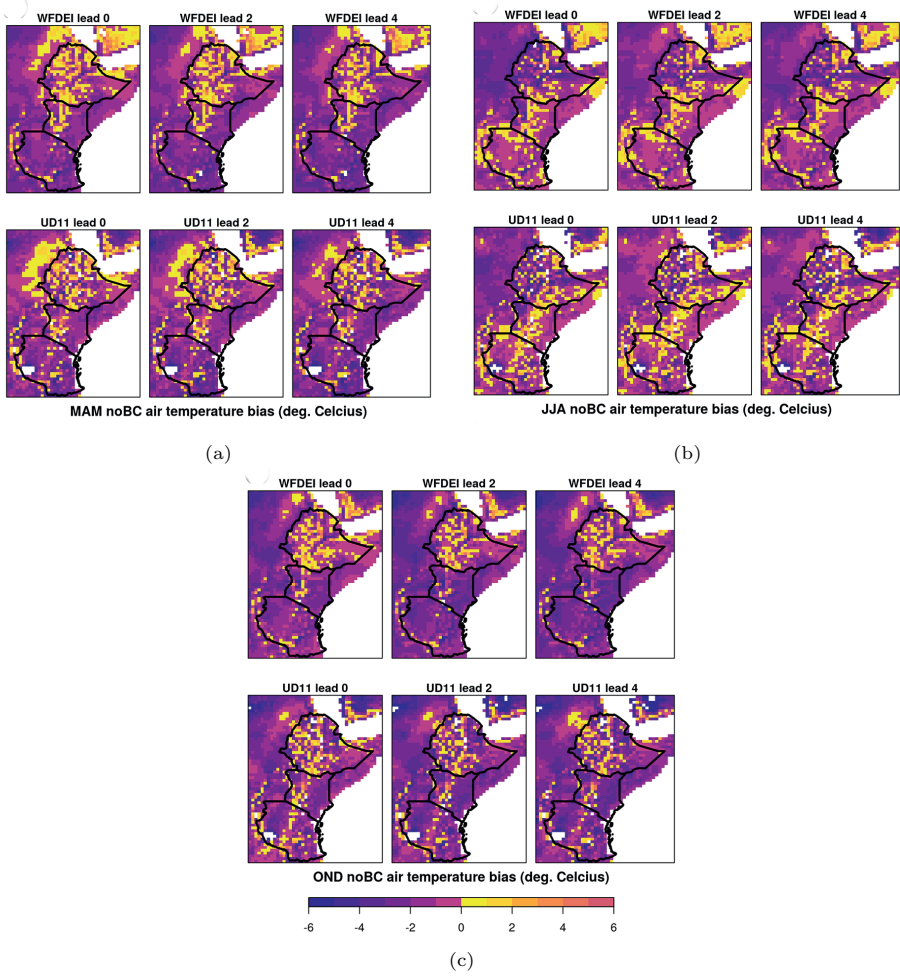 WFDEI lead 0 WFDEI lead 2 WFDEI lead 4
UD11 lead 0 UD11 lead 2 UD11 lead 4
MAM noBC air temperature bias (deg. Celcius)
(a)
WFDEI lead 0 WFDEI lead 2 WFDEI lead 4
UD11 lead 0 UD11 lead 2 UD11 lead 4
JJA noBC air temperature bias (deg. Celcius)
(b)
WFDEI lead 0 WFDEI lead 2 WFDEI lead 4
UD11 lead 0 UD11 lead 2 UD11 lead 4
OND noBC air temperature bias (deg. Celcius)
-6 -4 -2 0 2 4 6
(c)